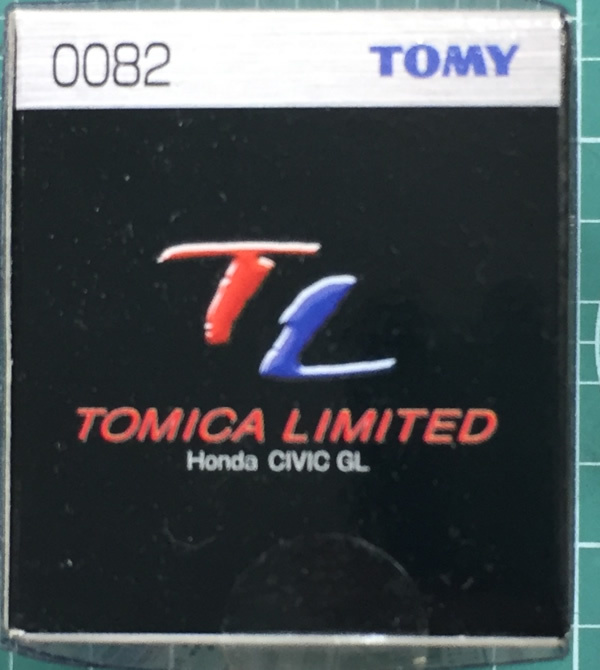 0082
TOMY
TL
TOMICA LIMITED
Honda CIVIC GL